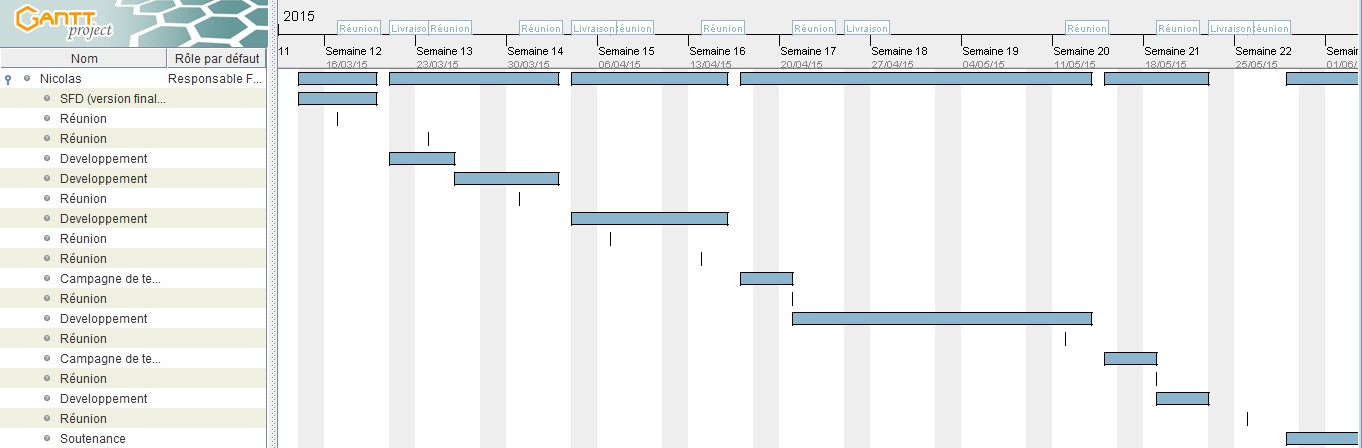 GANTT
project
2015
Réunion Livraison Réunion Réunion Livraison Réunion Réunion Réunion Livraison Réunion Réunion Livraison Réunion
11 Semaine 12 Semaine 13 Semaine 14 Semaine 15 Semaine 16 Semaine 17 Semaine 18 Semaine 19 Semaine 20 Semaine 21 Semaine 22 Semain
Nom Rôle par défaut
16/03/15 23/03/15 30/03/15 06/04/15 13/04/15 20/04/15 27/04/15 04/05/15 11/05/15 18/05/15 25/05/15 01/06/
Nicolas Responsable F...
SFD (version final...
Réunion
Réunion
Developpement
Developpement
Réunion
Developpement
Réunion
Réunion
Campagne de te...
Réunion
Developpement
Réunion
Campagne de te...
Réunion
Developpement
Réunion
Soutenance